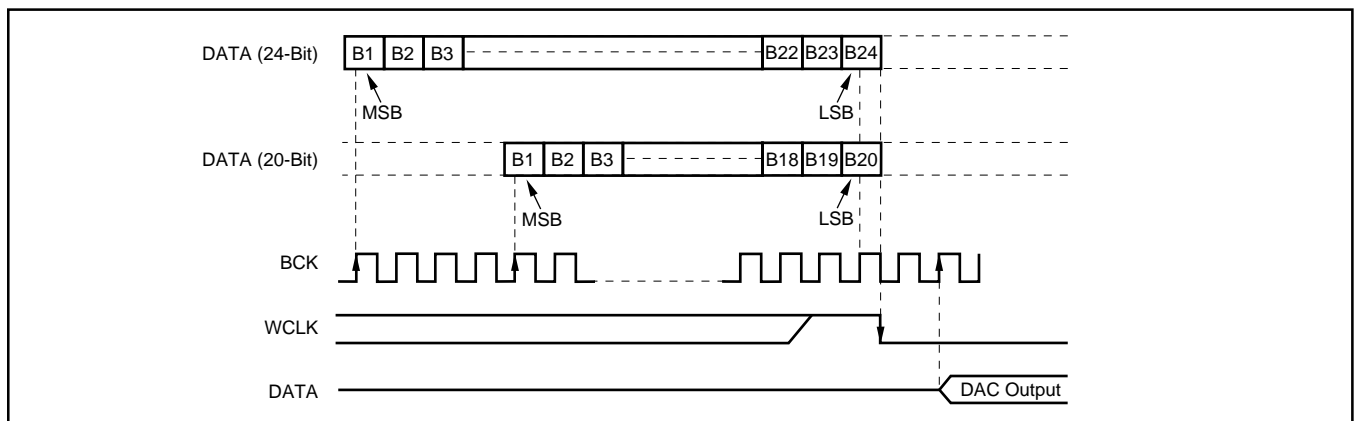 DATA (24-Bit) B1 B2 B3 B22 B23 B24
MSB LSB
DATA (20-Bit) B1 B2 B3 B18 B19 B20
MSB LSB
BCK
WCLK
DATA DAC Output